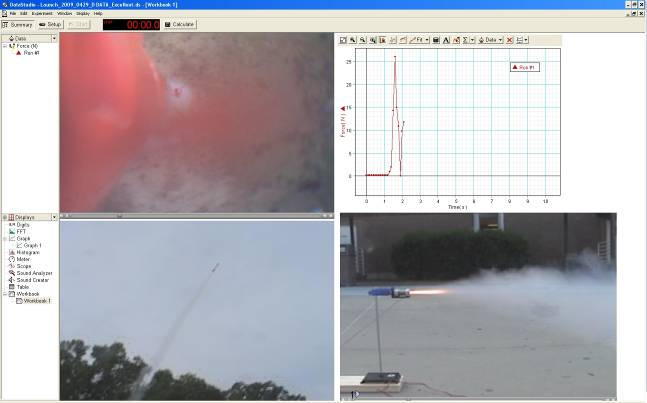 DataStudio - Launch_2009_0429_D DATA_Excellent.ds - [Workbook 1]
File Edit Experiment Window Display Help
Summary Setup Start 00:00.0 Calculate
Data
Force (N)
Run #1
Fit A Σ Data
Run #1
Force( N )
25
20
15
10
5
0
0 1 2 3 4 5 6 7 8 9 10
Time( s )
Displays
Digits
FFT
Graph
Graph 1
Histogram
Meter
Scope
Sound Analyzer
Sound Creator
Table
Workbook
Workbook 1